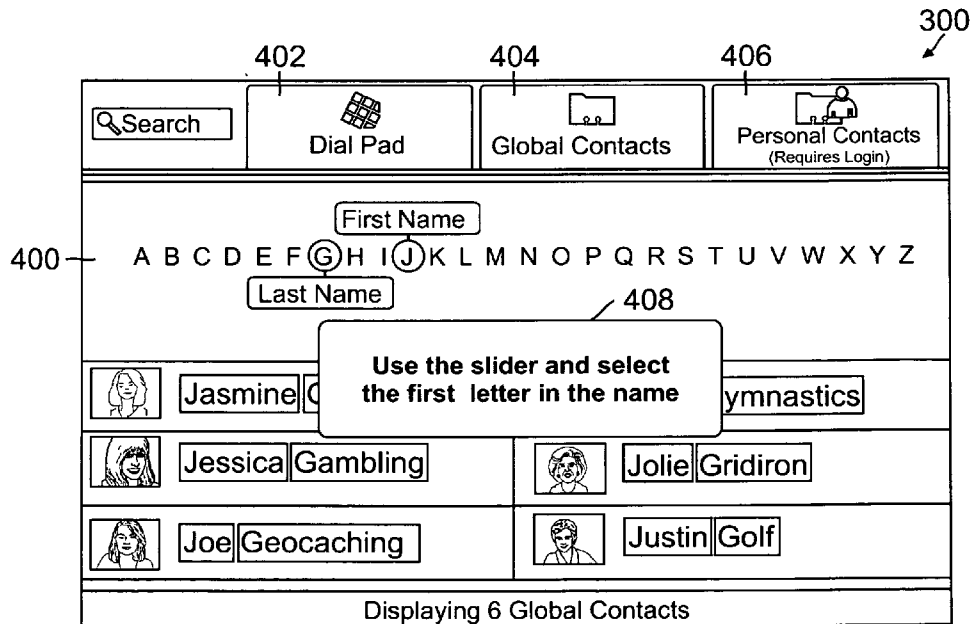 300
402 404 406
Search
Dial Pad
Global Contacts
Personal Contacts
(Requires Login)
First Name
400
A B C D E F G H I J K L M N O P Q R S T U V W X Y Z
Last Name
408
Use the slider and select
the first letter in the name
Jasmine G
ymnastics
Jessica Gambling
Jolie Gridiron
Joe Geocaching
Justin Golf
Displaying 6 Global Contacts